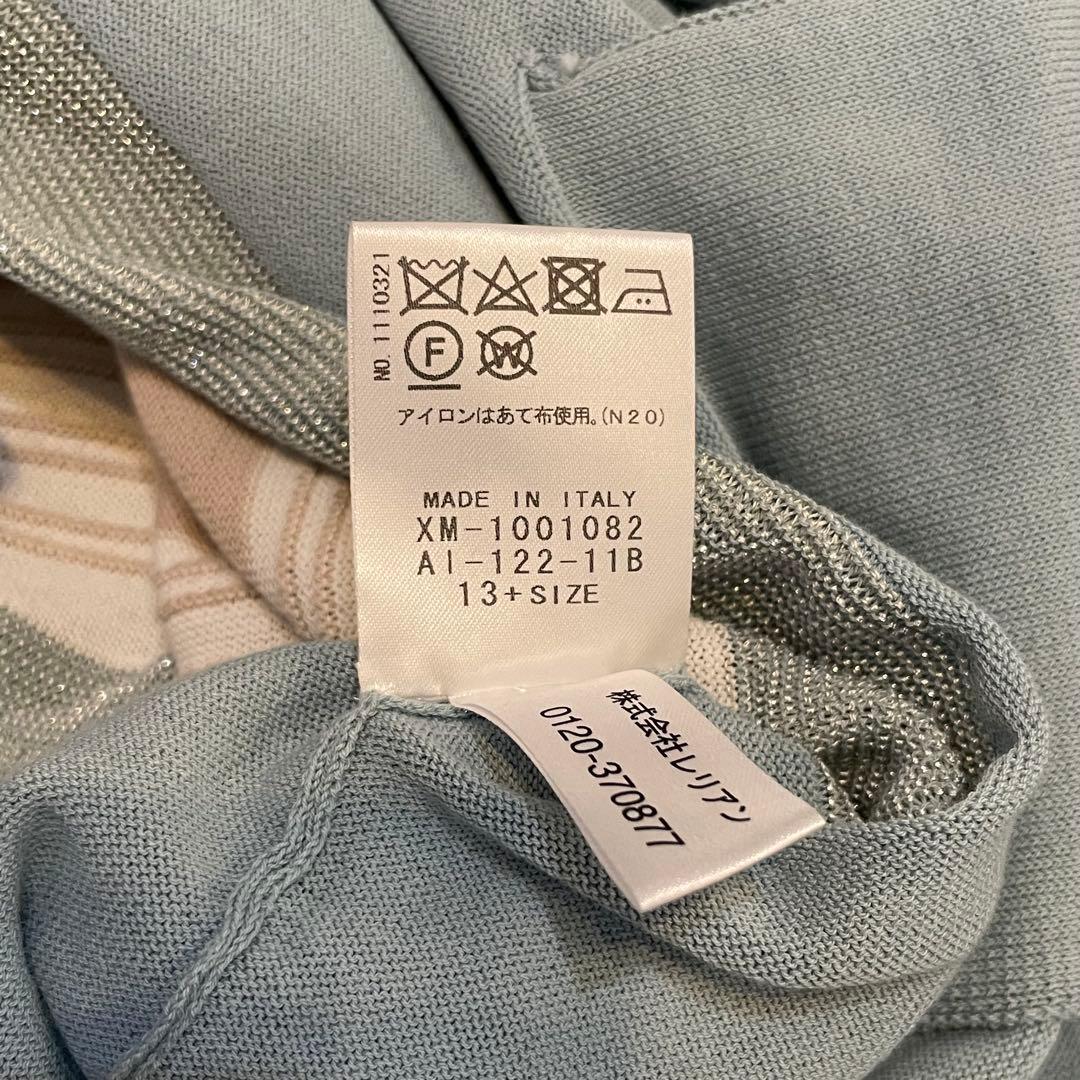 NO. 1110321
F
W
アイロンはあて布使用。(N20)
MADE IN ITALY
XM-1001082
AI-122-11B
13+SIZE
株式会社レリアン
0120-370877